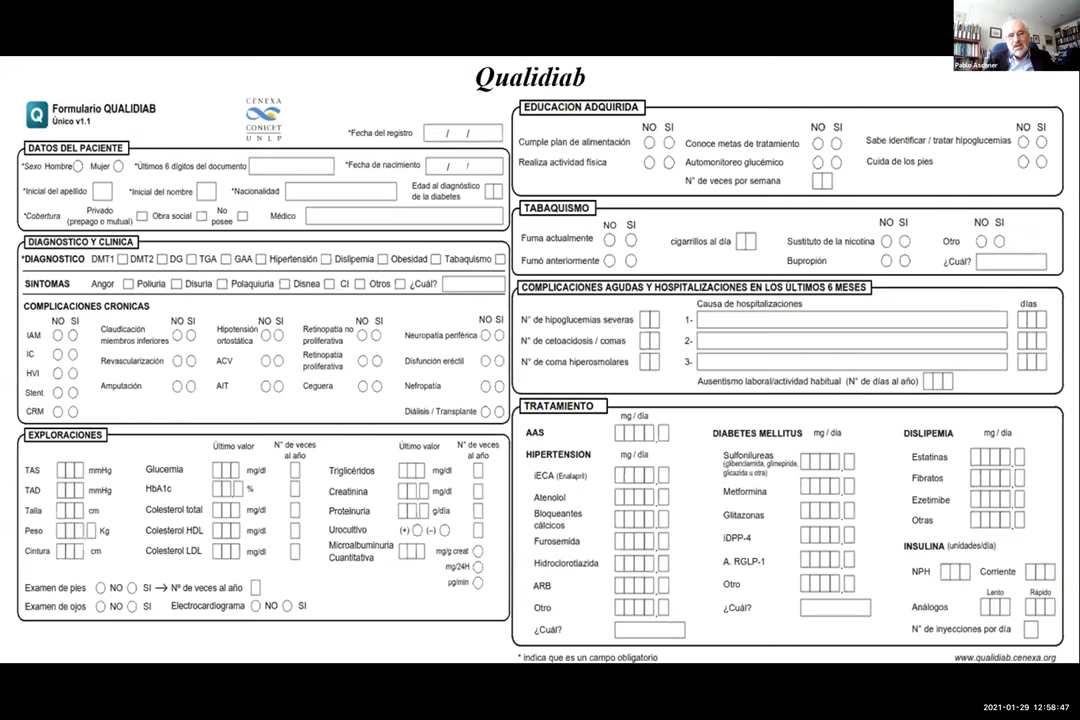 Pablo Aschner
Qualidiab
Q
Formulario QUALIDIAB
Único v1.1
CENEXA
CONICET
UNLP
*Fecha del registro / /
DATOS DEL PACIENTE
*Sexo Hombre Mujer *Últimos 6 dígitos del documento *Fecha de nacimiento / /
*Inicial del apellido *Inicial del nombre *Nacionalidad Edad al diagnóstico
de la diabetes
*Cobertura Privado
(prepago o mutual) Obra social No
posee Médico
DIAGNOSTICO Y CLINICA
*DIAGNOSTICO DMT1 DMT2 DG TGA GAA Hipertensión Dislipemia Obesidad Tabaquismo
SINTOMAS Angor Poliuria Disuria Polaquiuria Disnea CI Otros ¿Cuál?
COMPLICACIONES CRONICAS
NO SI NO SI NO SI NO SI NO SI
IAM Claudicación
miembros inferiores Hipotensión
ortostática Retinopatía no
proliferativa Neuropatía periférica
IC Revascularización ACV Retinopatía
proliferativa Disfunción eréctil
HVI
Stent Amputación AIT Ceguera Nefropatía
CRM Diálisis / Transplante
EXPLORACIONES
Último valor N° de veces
al año Último valor N° de veces
al año
TAS mmHg Glucemia mg/dl Triglicéridos mg/dl
TAD mmHg HbA1c % Creatinina mg/dl
Talla cm Colesterol total mg/dl Proteinuria g/día
Peso Kg Colesterol HDL mg/dl Urocultivo (+) (–)
Cintura cm Colesterol LDL mg/dl Microalbuminuria
Cuantitativa mg/g creat
mg/24H
µg/min
Examen de pies NO SI → Nº de veces al año
Examen de ojos NO SI Electrocardiograma NO SI
EDUCACION ADQUIRIDA
NO SI NO SI NO SI
Cumple plan de alimentación Conoce metas de tratamiento Sabe identificar / tratar hipoglucemias
Realiza actividad física Automonitoreo glucémico Cuida de los pies
N° de veces por semana
TABAQUISMO
NO SI NO SI NO SI
Fuma actualmente cigarrillos al día Sustituto de la nicotina Otro
Fumó anteriormente Bupropión ¿Cuál?
COMPLICACIONES AGUDAS Y HOSPITALIZACIONES EN LOS ÚLTIMOS 6 MESES
Causa de hospitalizaciones días
N° de hipoglucemias severas 1-
N° de cetoacidosis / comas 2-
N° de coma hiperosmolares 3-
Ausentismo laboral/actividad habitual (N° de días al año)
TRATAMIENTO
mg / día
AAS
HIPERTENSION mg / día
iECA (Enalapril)
Atenolol
Bloqueantes
cálcicos
Furosemida
Hidroclorotiazida
ARB
Otro
¿Cuál?
DIABETES MELLITUS mg / día
Sulfonilureas
(glibenclamida, glimepirida,
glicazida u otra)
Metformina
Glitazonas
iDPP-4
A. RGLP-1
Otro
¿Cuál?
DISLIPEMIA mg / día
Estatinas
Fibratos
Ezetimibe
Otras
INSULINA (unidades/día)
NPH Corriente
Lento Rápido
Análogos
N° de inyecciones por día
* indica que es un campo obligatorio
www.qualidiab.cenexa.org
2021-01-29 12:58:47